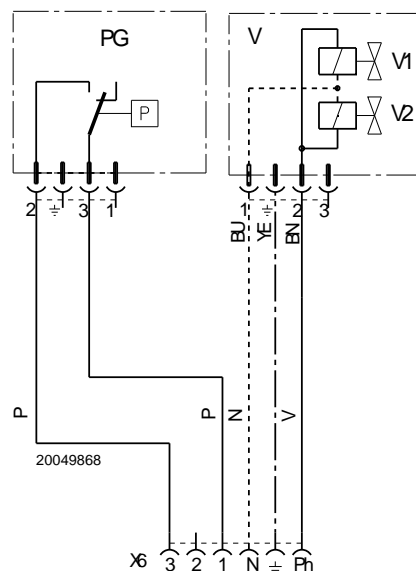 PG
P
V
V1
V2
2 3 1
1 2 3
BU YE BN
P P N V
20049868
X6 3 2 1 N Ph